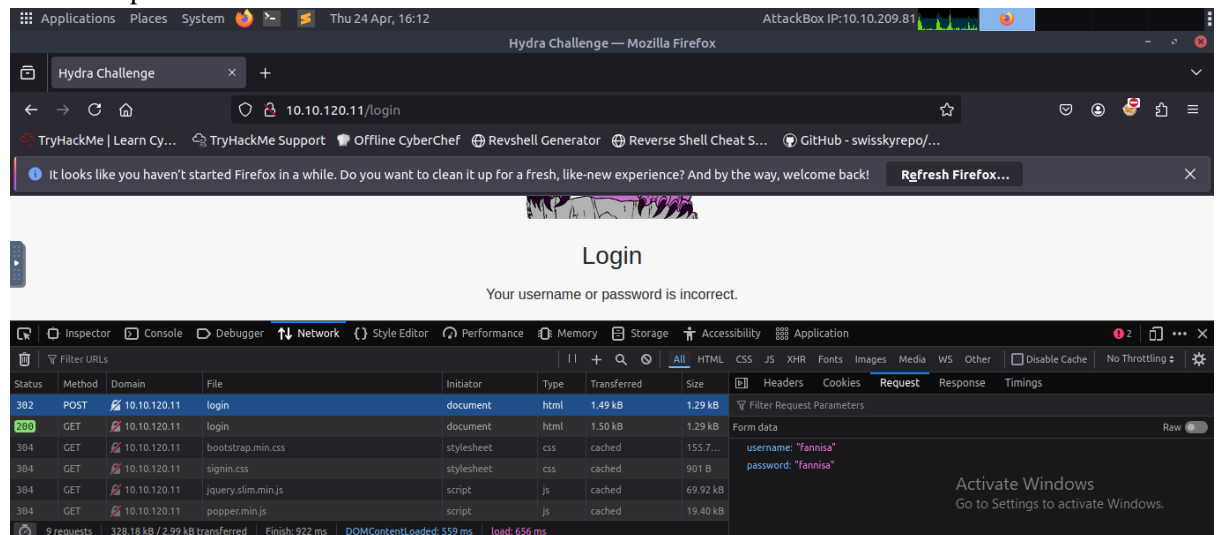 Applications Places System Thu 24 Apr, 16:12 AttackBox IP:10.10.209.81
Hydra Challenge — Mozilla Firefox
Hydra Challenge
10.10.120.11/login
TryHackMe | Learn Cy... TryHackMe Support Offline CyberChef Revshell Generator Reverse Shell Cheat S... GitHub - swisskyrepo/...
It looks like you haven't started Firefox in a while. Do you want to clean it up for a fresh, like-new experience? And by the way, welcome back! Refresh Firefox...
Login
Your username or password is incorrect.
Inspector Console Debugger Network Style Editor Performance Memory Storage Accessibility Application 2
Filter URLs All HTML CSS JS XHR Fonts Images Media WS Other Disable Cache No Throttling
Status Method Domain File Initiator Type Transferred Size Headers Cookies Request Response Timings
302 POST 10.10.120.11 login document html 1.49 kB 1.29 kB Filter Request Parameters
200 GET 10.10.120.11 login document html 1.50 kB 1.29 kB Form data Raw
304 GET 10.10.120.11 bootstrap.min.css stylesheet css cached 155.7... username: "fannisa"
304 GET 10.10.120.11 signin.css stylesheet css cached 901 B password: "fannisa"
304 GET 10.10.120.11 jquery.slim.min.js script js cached 69.92 kB
304 GET 10.10.120.11 popper.min.js script js cached 19.40 kB
Activate Windows
Go to Settings to activate Windows.
9 requests 328.18 kB / 2.99 kB transferred Finish: 922 ms DOMContentLoaded: 559 ms load: 656 ms